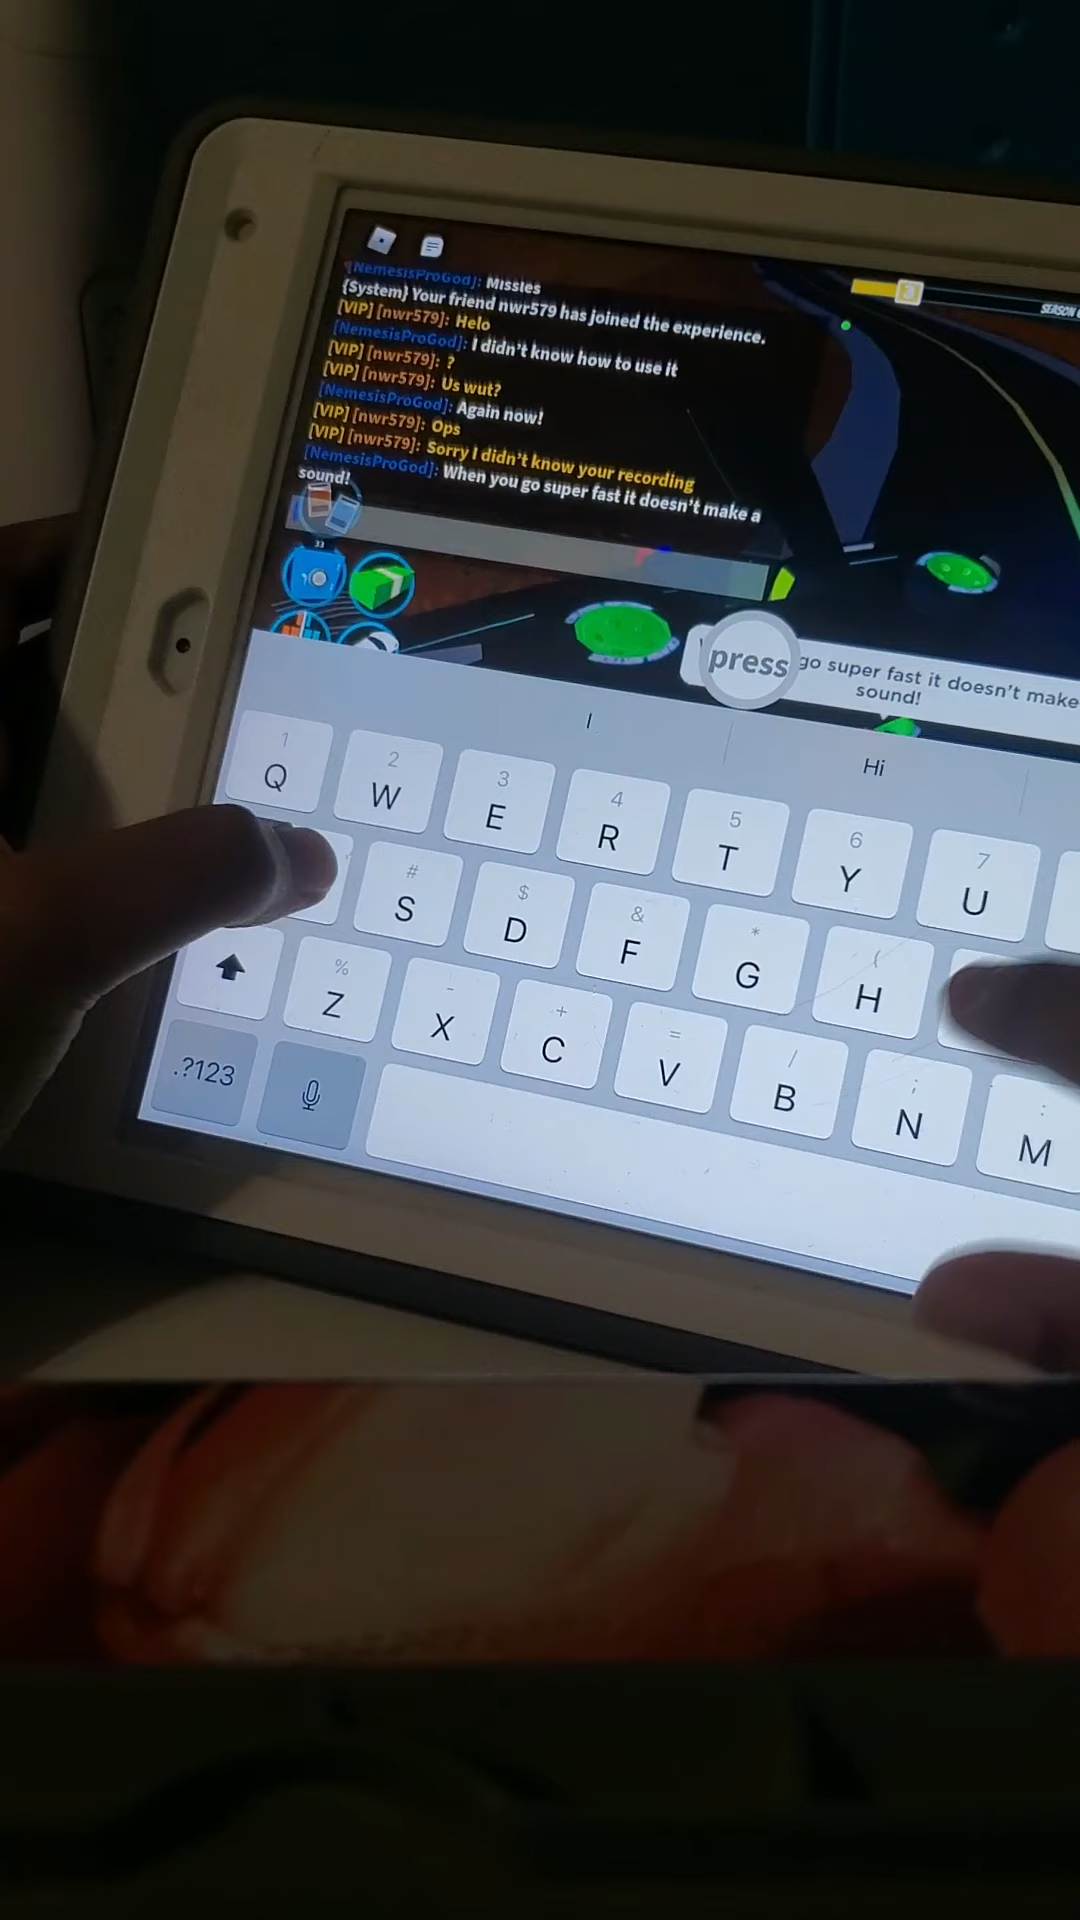 [NemesisProGod]: Missles
{System} Your friend nwr579 has joined the experience.
[VIP] [nwr579]: Helo
[NemesisProGod]: I didn't know how to use it
[VIP] [nwr579]: ?
[VIP] [nwr579]: Us wut?
[NemesisProGod]: Again now!
[VIP] [nwr579]: Ops
[VIP] [nwr579]: Sorry I didn't know your recording
[NemesisProGod]: When you go super fast it doesn't make a
sound!
3
SEASON
33
press
go super fast it doesn't make
sound!
I
Hi
1 2 3 4 5 6 7
Q W E R T Y U
# $ & * (
S D F G H
% - + = / ; :
Z X C V B N M
.?123